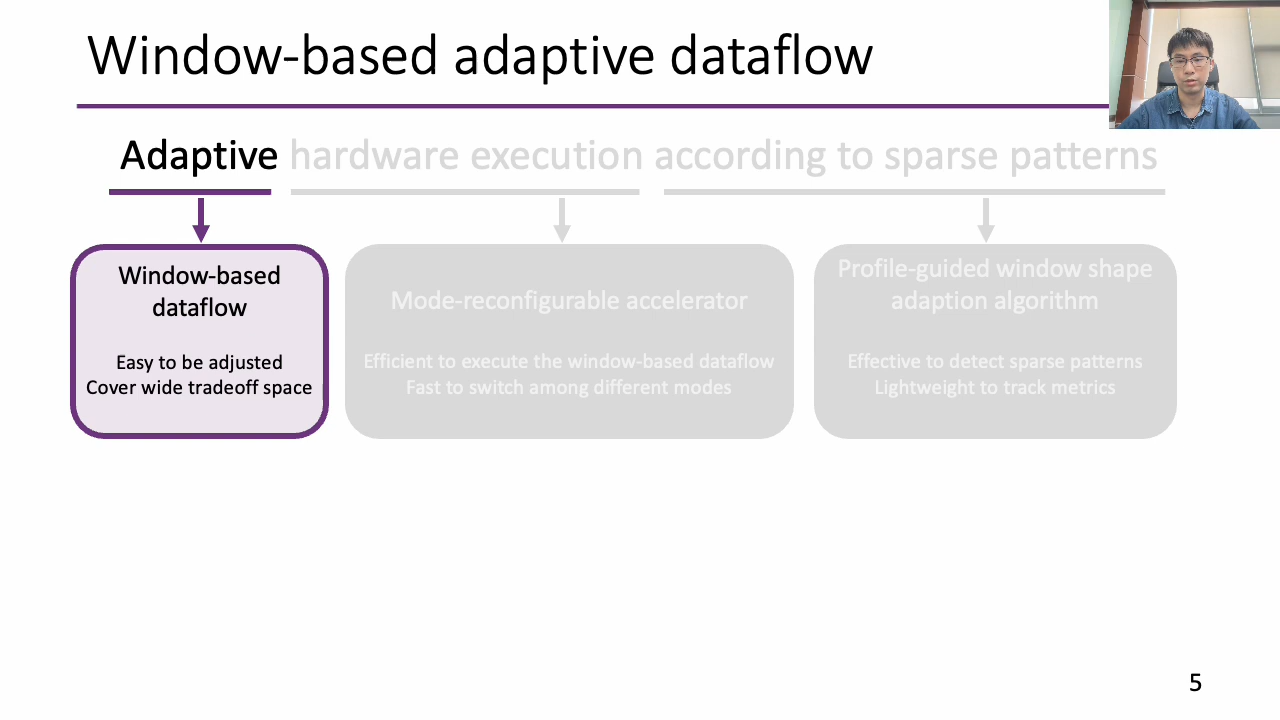 Window-based adaptive dataflow
Adaptive hardware execution according to sparse patterns
Window-based
dataflow
Easy to be adjusted
Cover wide tradeoff space
Mode-reconfigurable accelerator
Efficient to execute the window-based dataflow
Fast to switch among different modes
Profile-guided window shape
adaption algorithm
Effective to detect sparse patterns
Lightweight to track metrics
5